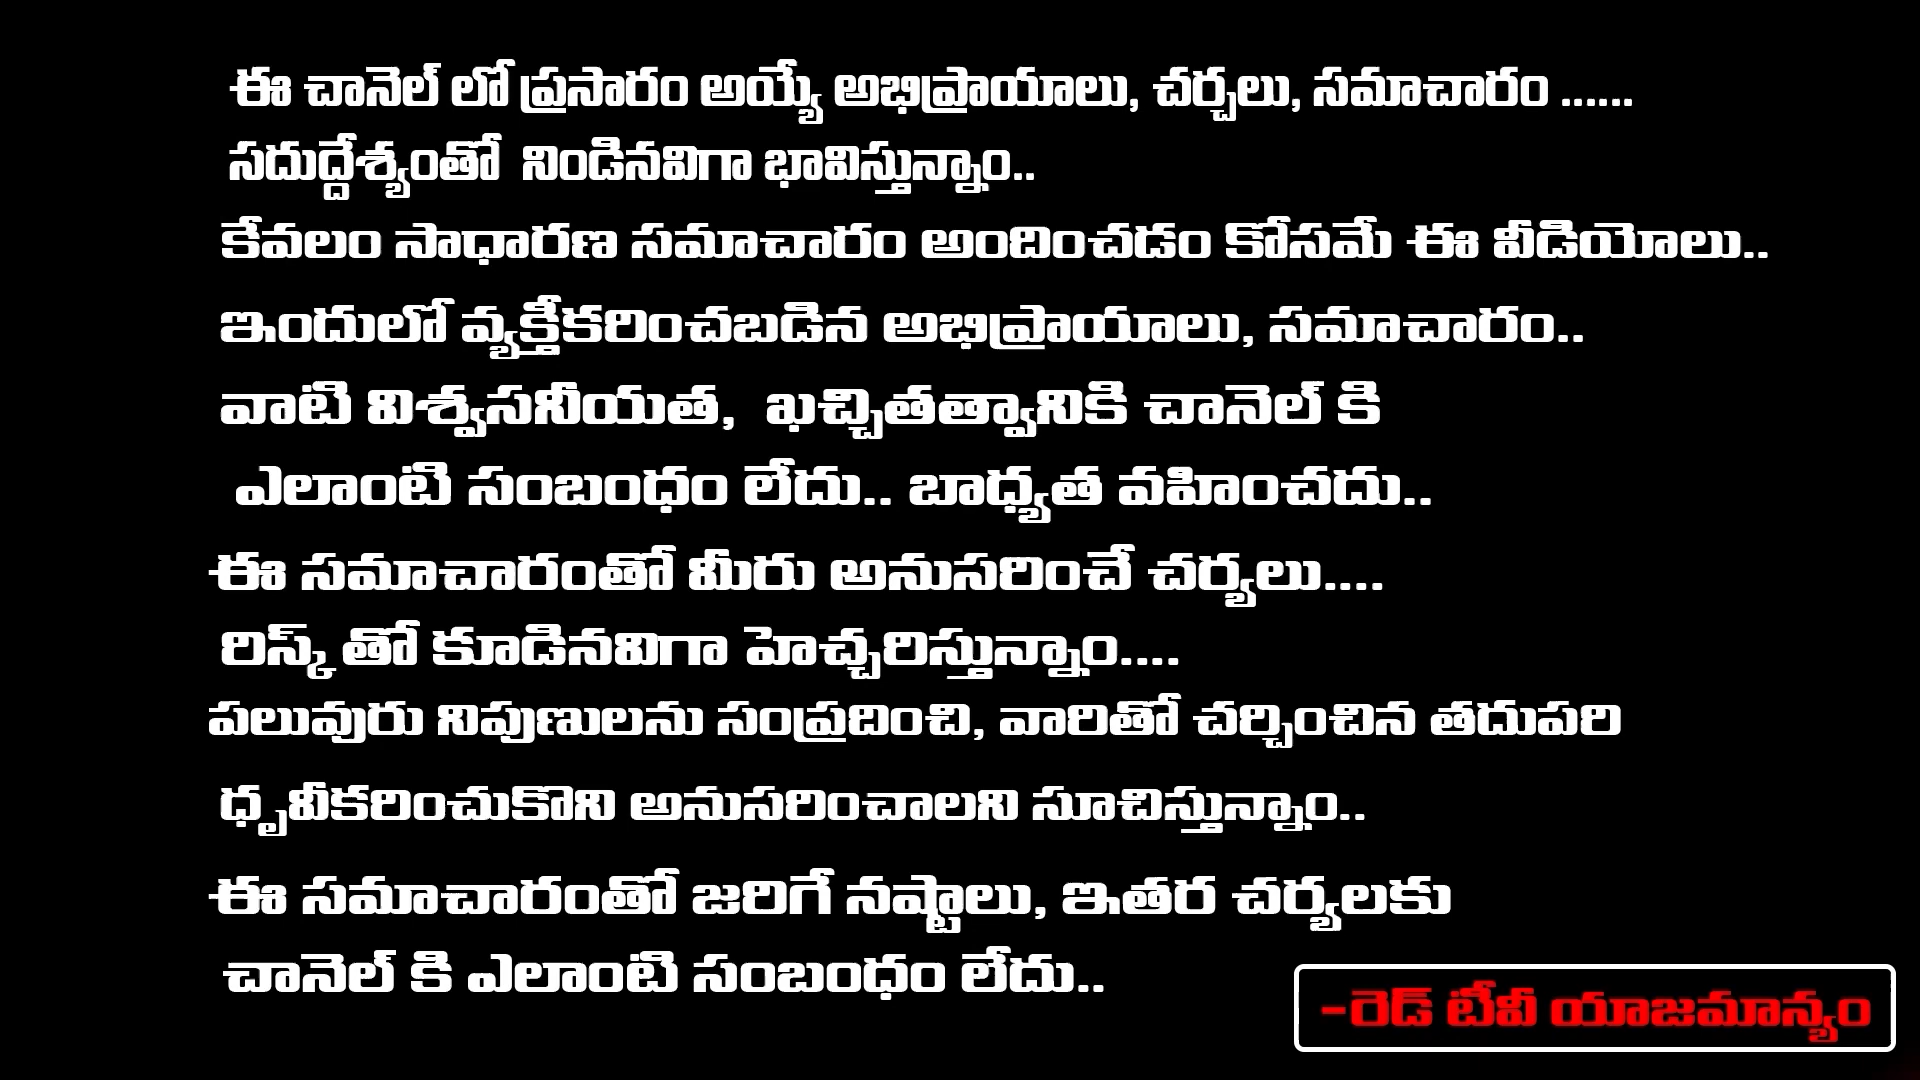 ఈ చానెల్ లో ప్రసారం అయ్యే అభిప్రాయాలు, చర్చలు, సమాచారం ......
సదుద్దేశ్యంతో నిండినవిగా భావిస్తున్నాం..
కేవలం సాధారణ సమాచారం అందించడం కోసమే ఈ వీడియోలు..
ఇందులో వ్యక్తీకరించబడిన అభిప్రాయాలు, సమాచారం..
వాటి విశ్వసనీయత, ఖచ్చితత్వానికి చానెల్ కి
ఎలాంటి సంబంధం లేదు.. బాధ్యత వహించదు..
ఈ సమాచారంతో మీరు అనుసరించే చర్యలు....
రిస్క్ తో కూడినవిగా హెచ్చరిస్తున్నాం....
పలువురు నిపుణులను సంప్రదించి, వారితో చర్చించిన తదుపరి
ధృవీకరించుకొని అనుసరించాలని సూచిస్తున్నాం..
ఈ సమాచారంతో జరిగే నష్టాలు, ఇతర చర్యలకు
చానెల్ కి ఎలాంటి సంబంధం లేదు..
-రెడ్ టీవీ యాజమాన్యం